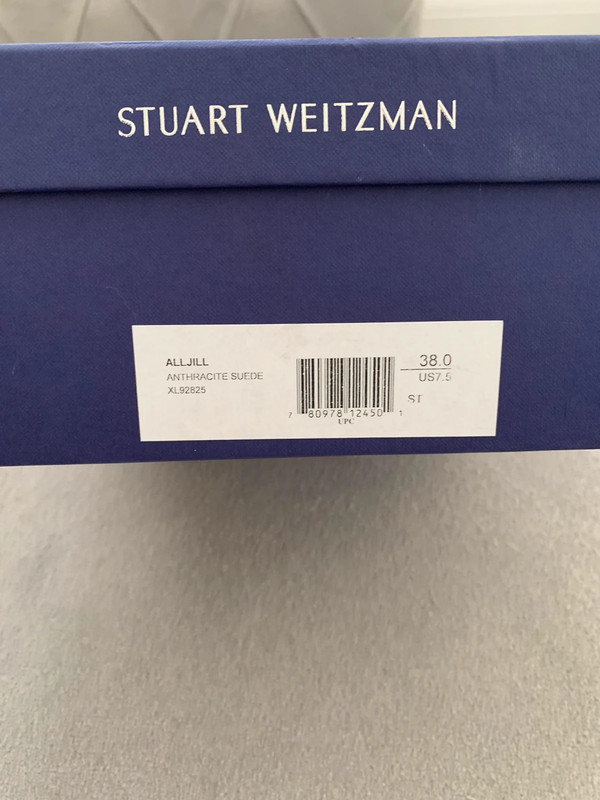 STUART WEITZMAN
ALLJILL
ANTHRACITE SUEDE
XL92825
38.0
US7.5
ST
7 80978 12450 1
UPC